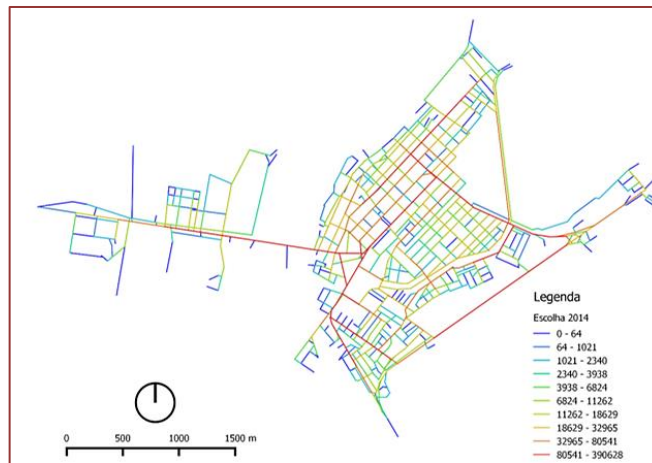 Legenda
Escolha 2014
0 - 64
64 - 1021
1021 - 2340
2340 - 3938
3938 - 6824
6824 - 11262
11262 - 18629
18629 - 32965
32965 - 80541
80541 - 390628
0 500 1000 1500 m